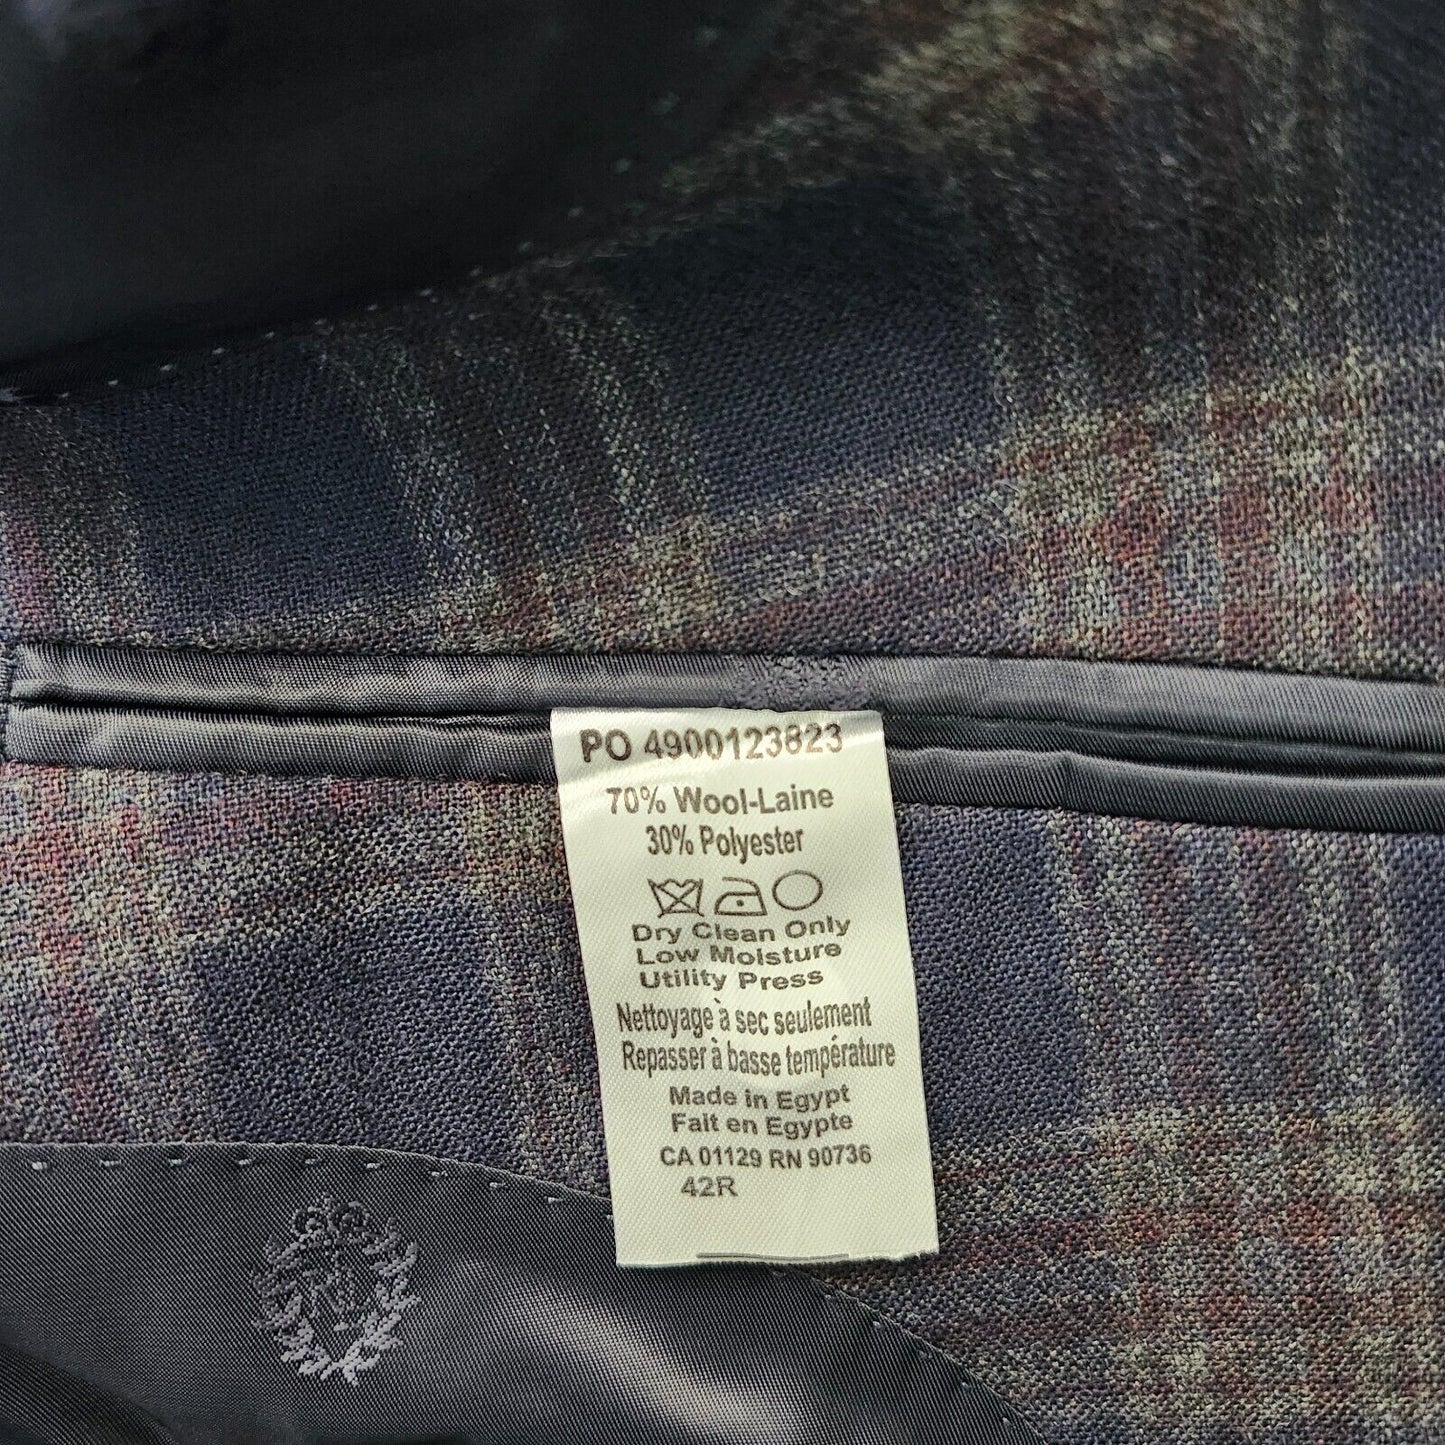 PO 4900123823
70% Wool-Laine
30% Polyester
Dry Clean Only
Low Moisture
Utility Press
Nettoyage à sec seulement
Repasser à basse température
Made in Egypt
Fait en Egypte
CA 01129 RN 90736
42R